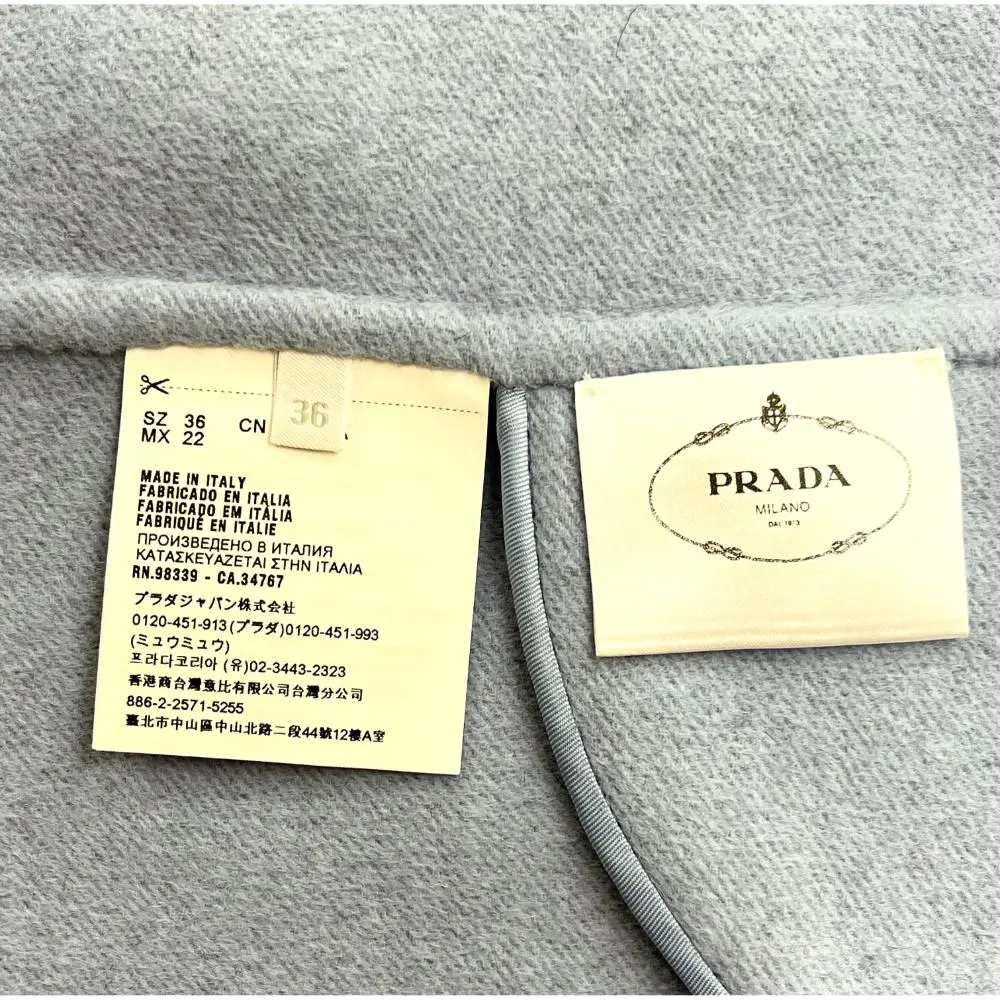 SZ 36 CN
MX 22
36
MADE IN ITALY
FABRICADO EN ITALIA
FABRICADO EM ITÁLIA
FABRIQUÉ EN ITALIE
ПРОИЗВЕДЕНО В ИТАЛИЯ
ΚΑΤΑΣΚΕΥΑΖΕΤΑΙ ΣΤΗΝ ΙΤΑΛΙΑ
RN.98339 - CA.34767
プラダジャパン株式会社
0120-451-913(プラダ)0120-451-993
(ミュウミュウ)
프라다코리아 (유)02-3443-2323
香港商台灣意比有限公司台灣分公司
886-2-2571-5255
臺北市中山區中山北路二段44號12樓A室
PRADA
MILANO
DAL 1913